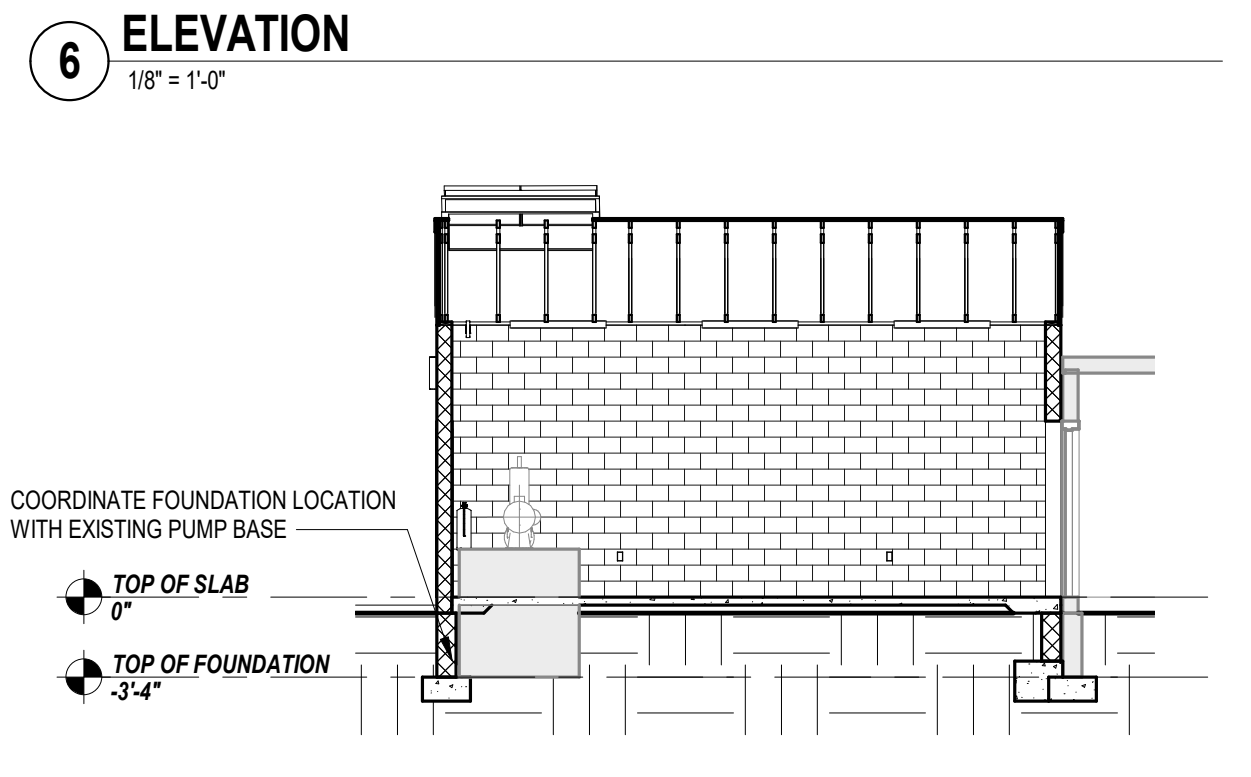 6
ELEVATION
1/8" = 1'-0"
COORDINATE FOUNDATION LOCATION
WITH EXISTING PUMP BASE
TOP OF SLAB
0"
TOP OF FOUNDATION
-3'-4"